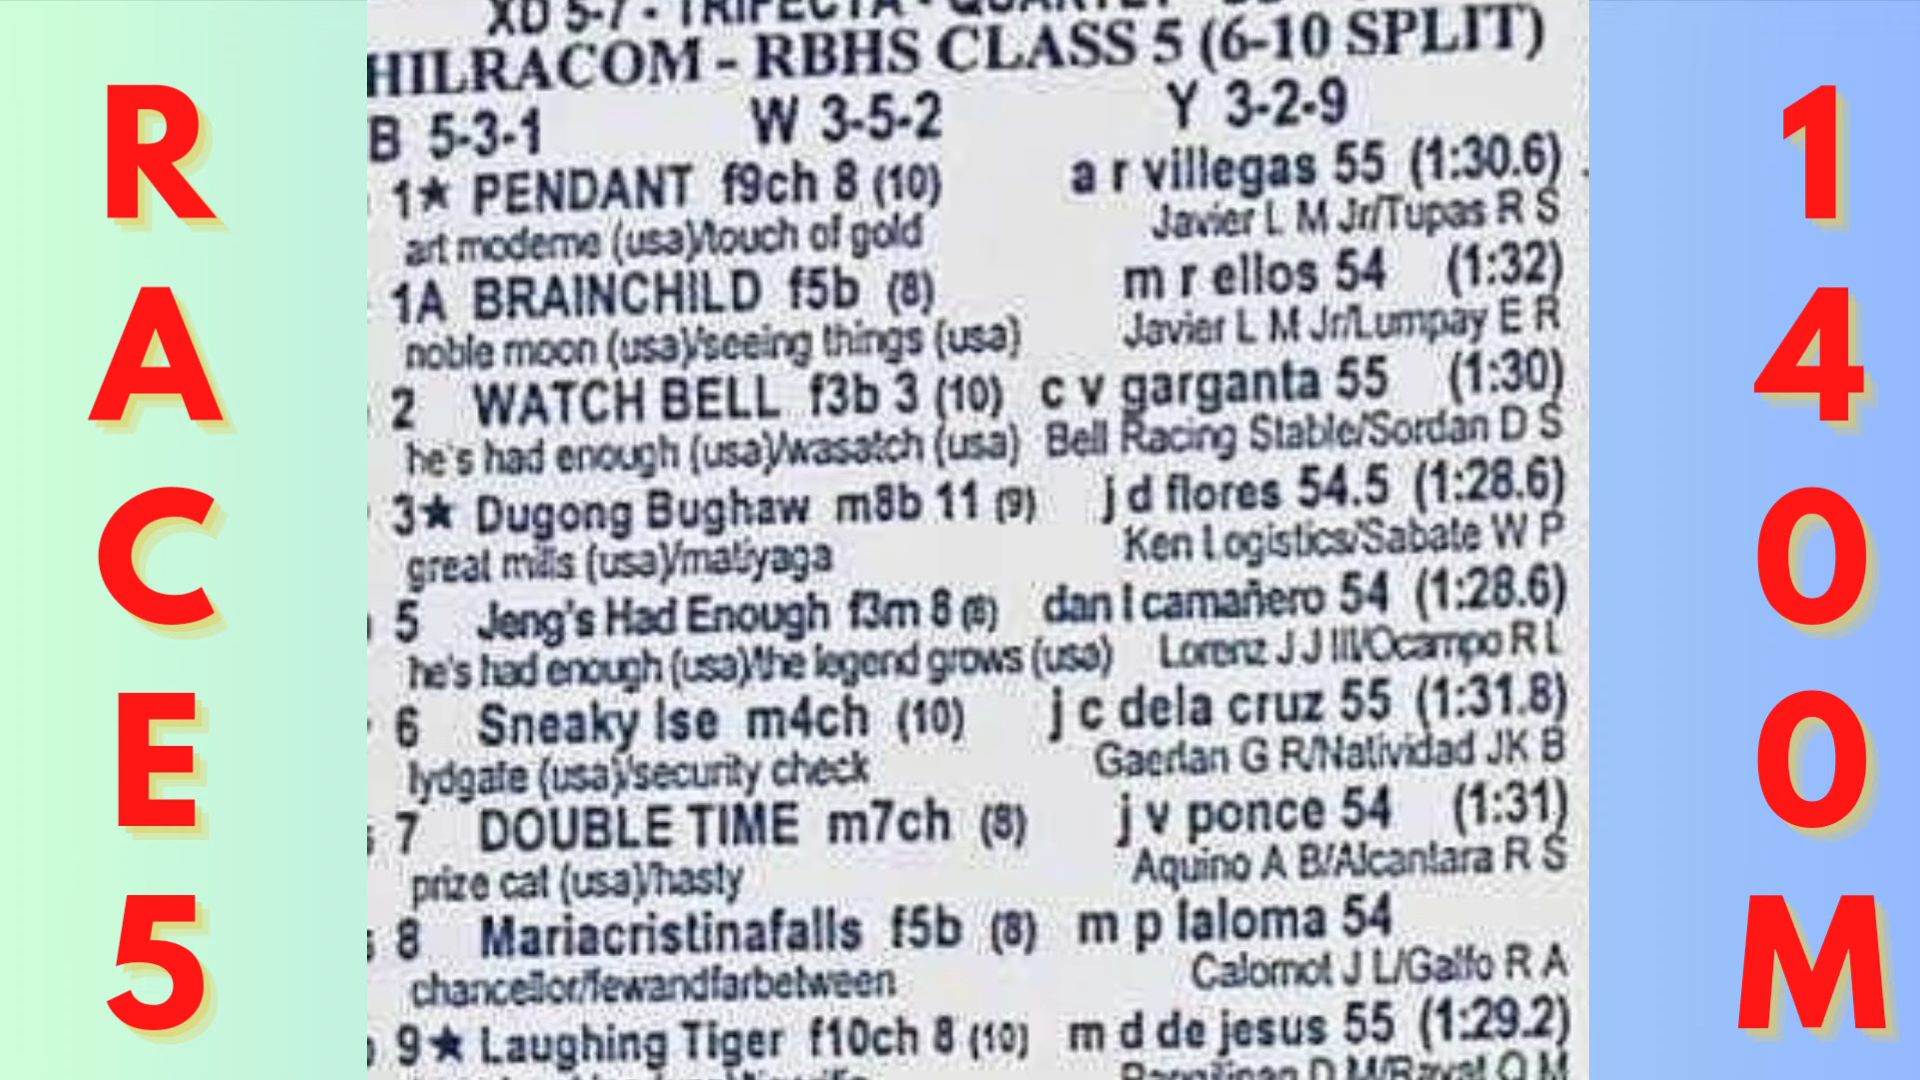 RACE 5
XD 5-7 - TRIFECTA - QUARTET
HILRACOM - RBHS CLASS 5 (6-10 SPLIT)
B 5-3-1 W 3-5-2 Y 3-2-9
1★ PENDANT f9ch 8 (10) a r villegas 55 (1:30.6)
art moderne (usa)/touch of gold Javier L M Jr/Tupas R S
1A BRAINCHILD f5b (8) m r ellos 54 (1:32)
noble moon (usa)/seeing things (usa) Javier L M Jr/Lumpay E R
2 WATCH BELL f3b 3 (10) c v garganta 55 (1:30)
he's had enough (usa)/wasatch (usa) Bell Racing Stable/Sordan D S
3★ Dugong Bughaw m8b 11 (9) j d flores 54.5 (1:28.6)
great mills (usa)/matiyaga Ken Logistics/Sabate W P
5 Jeng's Had Enough f3m 8 (8) dan l camañero 54 (1:28.6)
he's had enough (usa)/the legend grows (usa) Lorenz J J III/Ocampo R L
6 Sneaky Ise m4ch (10) j c dela cruz 55 (1:31.8)
lydgate (usa)/security check Gaerlan G R/Natividad JK B
7 DOUBLE TIME m7ch (8) j v ponce 54 (1:31)
prize cat (usa)/hasty Aquino A B/Alcantara R S
8 Mariacristinafalls f5b (8) m p laloma 54
chancellor/fewandfarbetween Calornot J L/Galfo R A
9★ Laughing Tiger f10ch 8 (10) m d de jesus 55 (1:29.2)
1400M